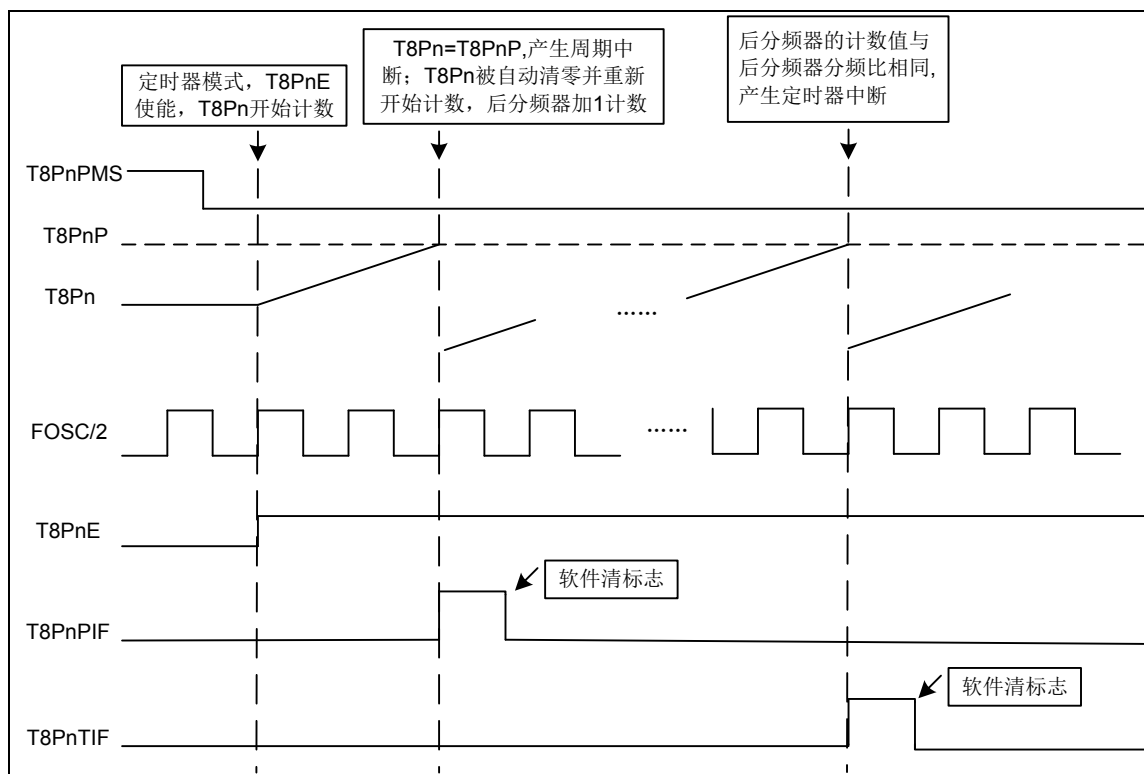 定时器模式，T8PnE
使能，T8Pn开始计数
T8Pn=T8PnP,产生周期中
断；T8Pn被自动清零并重新
开始计数，后分频器加1计数
后分频器的计数值与
后分频器分频比相同,
产生定时器中断
T8PnPMS
T8PnP
T8Pn
......
FOSC/2
......
T8PnE
软件清标志
T8PnPIF
软件清标志
T8PnTIF